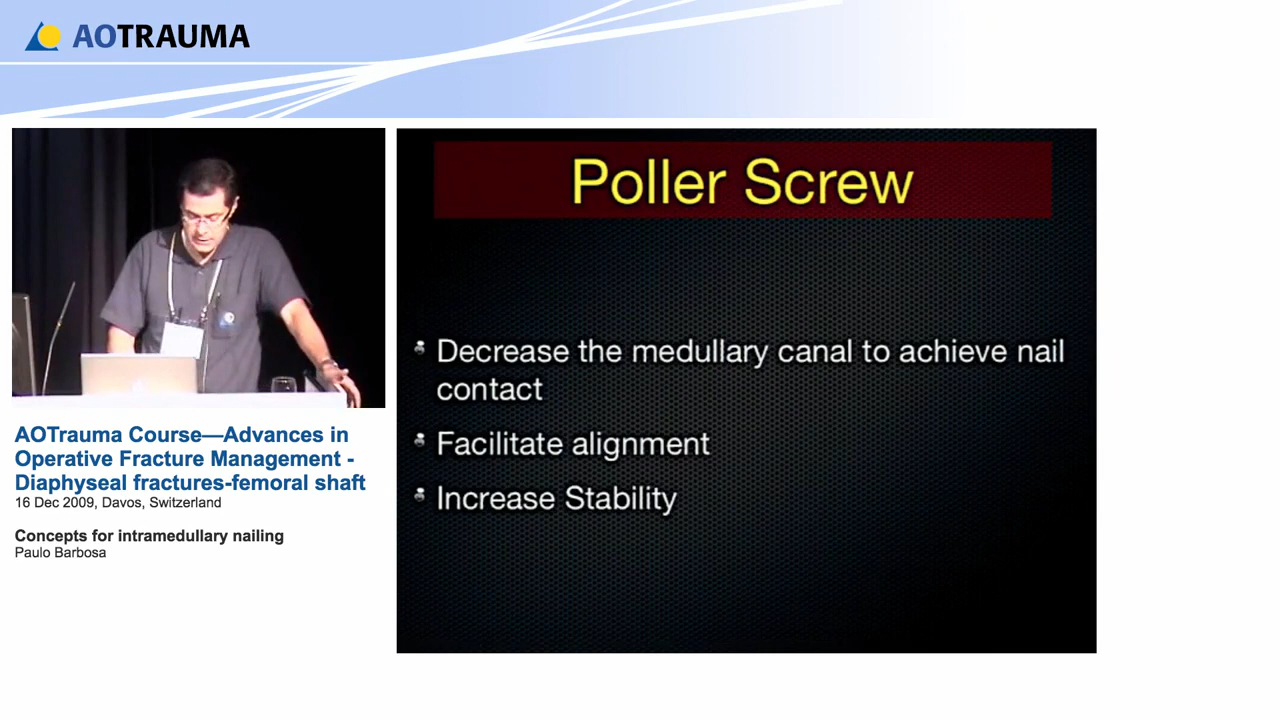 AOTRAUMA
Poller Screw
Decrease the medullary canal to achieve nail
contact
Facilitate alignment
Increase Stability
AOTrauma Course—Advances in
Operative Fracture Management -
Diaphyseal fractures-femoral shaft
16 Dec 2009, Davos, Switzerland
Concepts for intramedullary nailing
Paulo Barbosa